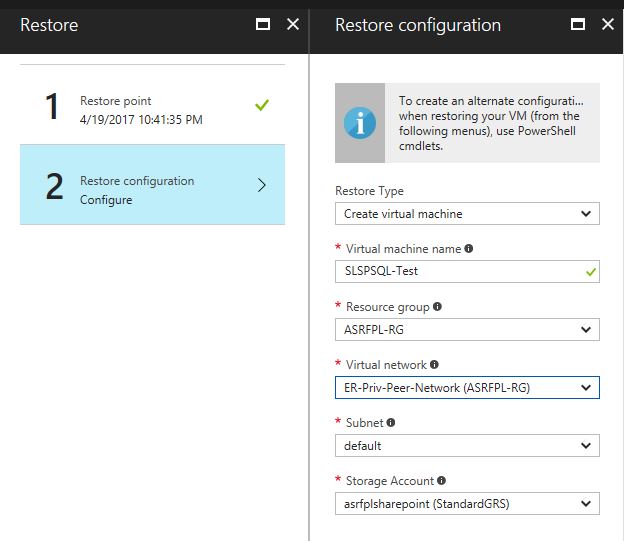 Restore
1
Restore point
4/19/2017 10:41:35 PM
2
Restore configuration
Configure
Restore configuration
To create an alternate configurati...
when restoring your VM (from the
following menus), use PowerShell
cmdlets.
Restore Type
Create virtual machine
* Virtual machine name
SLSPSQL-Test
* Resource group
ASRFPL-RG
* Virtual network
ER-Priv-Peer-Network (ASRFPL-RG)
* Subnet
default
* Storage Account
asrfplsharepoint (StandardGRS)